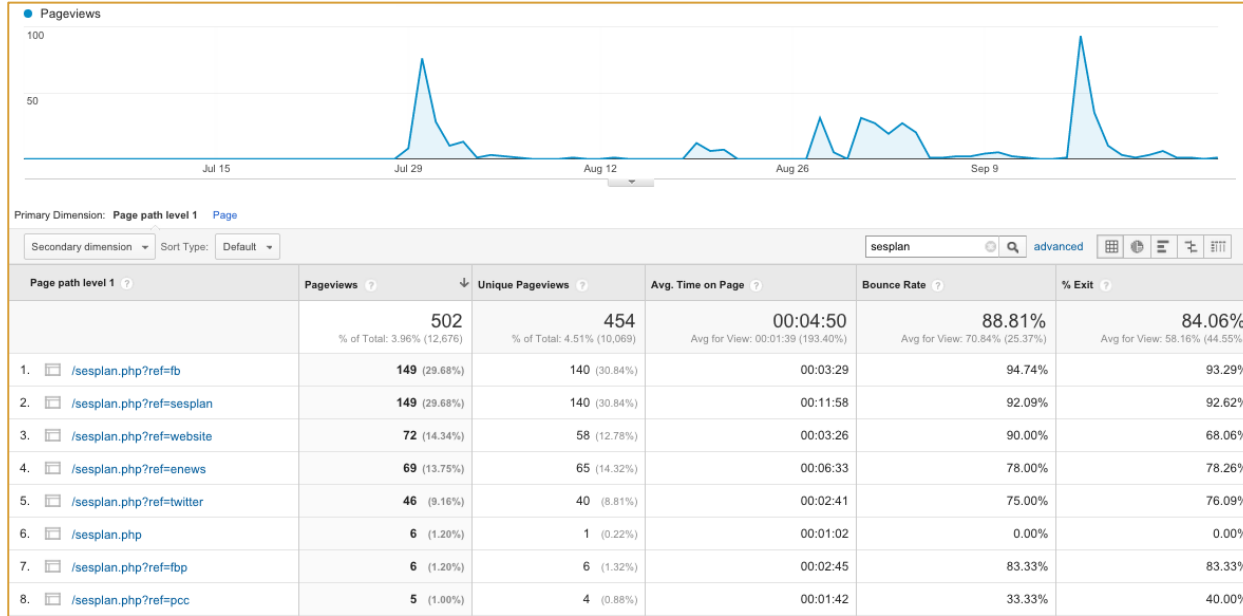 Pageviews
100
50
Jul 15 Jul 29 Aug 12 Aug 26 Sep 9
Primary Dimension: Page path level 1 Page
Secondary dimension Sort Type: Default sesplan advanced
Page path level 1 ? Pageviews ? Unique Pageviews ? Avg. Time on Page ? Bounce Rate ? % Exit ?
502 454 00:04:50 88.81% 84.06%
% of Total: 3.96% (12,676) % of Total: 4.51% (10,069) Avg for View: 00:01:39 (193.40%) Avg for View: 70.84% (25.37%) Avg for View: 58.16% (44.55%
1. /sesplan.php?ref=fb 149 (29.68%) 140 (30.84%) 00:03:29 94.74% 93.29%
2. /sesplan.php?ref=sesplan 149 (29.68%) 140 (30.84%) 00:11:58 92.09% 92.62%
3. /sesplan.php?ref=website 72 (14.34%) 58 (12.78%) 00:03:26 90.00% 68.06%
4. /sesplan.php?ref=enews 69 (13.75%) 65 (14.32%) 00:06:33 78.00% 78.26%
5. /sesplan.php?ref=twitter 46 (9.16%) 40 (8.81%) 00:02:41 75.00% 76.09%
6. /sesplan.php 6 (1.20%) 1 (0.22%) 00:01:02 0.00% 0.00%
7. /sesplan.php?ref=fbp 6 (1.20%) 6 (1.32%) 00:02:45 83.33% 83.33%
8. /sesplan.php?ref=pcc 5 (1.00%) 4 (0.88%) 00:01:42 33.33% 40.00%